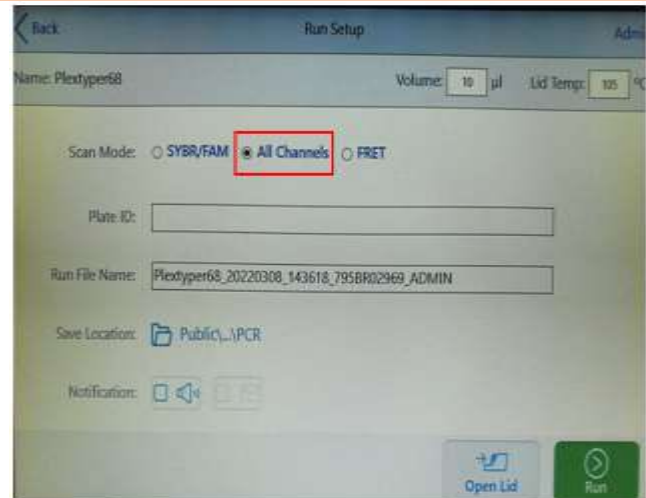 Back Run Setup Admi
Name: Plextyper68 Volume: 10 µl Lid Temp: 105 °C
Scan Mode: SYBR/FAM All Channels FRET
Plate ID:
Run File Name: Plextyper68_20220308_143618_795BR02969_ADMIN
Save Location: Public\...\PCR
Notification:
Open Lid Run